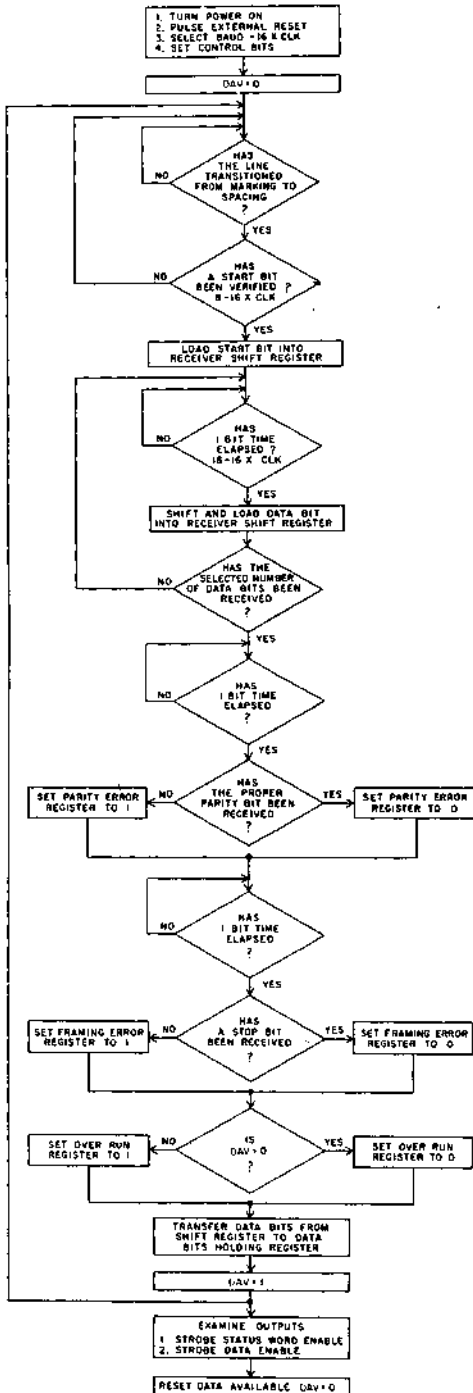 1. TURN POWER ON
2. PULSE EXTERNAL RESET
3. SELECT BAUD - 16 X CLK
4. SET CONTROL BITS
DAV = 0
HAS
THE LINE
TRANSITIONED
FROM MARKING TO
SPACING
?
NO
YES
HAS
A START BIT
BEEN VERIFIED ?
8 - 16 X CLK
NO
YES
LOAD START BIT INTO
RECEIVER SHIFT REGISTER
HAS
1 BIT TIME
ELAPSED ?
16 - 16 X CLK
NO
YES
SHIFT AND LOAD DATA BIT
INTO RECEIVER SHIFT REGISTER
HAS THE
SELECTED NUMBER
OF DATA BITS BEEN
RECEIVED
?
NO
YES
HAS
1 BIT TIME
ELAPSED
?
NO
YES
HAS
THE PROPER
PARITY BIT BEEN
RECEIVED
?
NO
YES
SET PARITY ERROR
REGISTER TO 1
SET PARITY ERROR
REGISTER TO 0
HAS
1 BIT TIME
ELAPSED
?
NO
YES
HAS
A STOP BIT
BEEN RECEIVED
?
NO
YES
SET FRAMING ERROR
REGISTER TO 1
SET FRAMING ERROR
REGISTER TO 0
IS
DAV = 0
?
NO
YES
SET OVER RUN
REGISTER TO 1
SET OVER RUN
REGISTER TO 0
TRANSFER DATA BITS FROM
SHIFT REGISTER TO DATA
BITS HOLDING REGISTER
DAV = 1
EXAMINE OUTPUTS
1. STROBE STATUS WORD ENABLE
2. STROBE DATA ENABLE
RESET DATA AVAILABLE DAV = 0